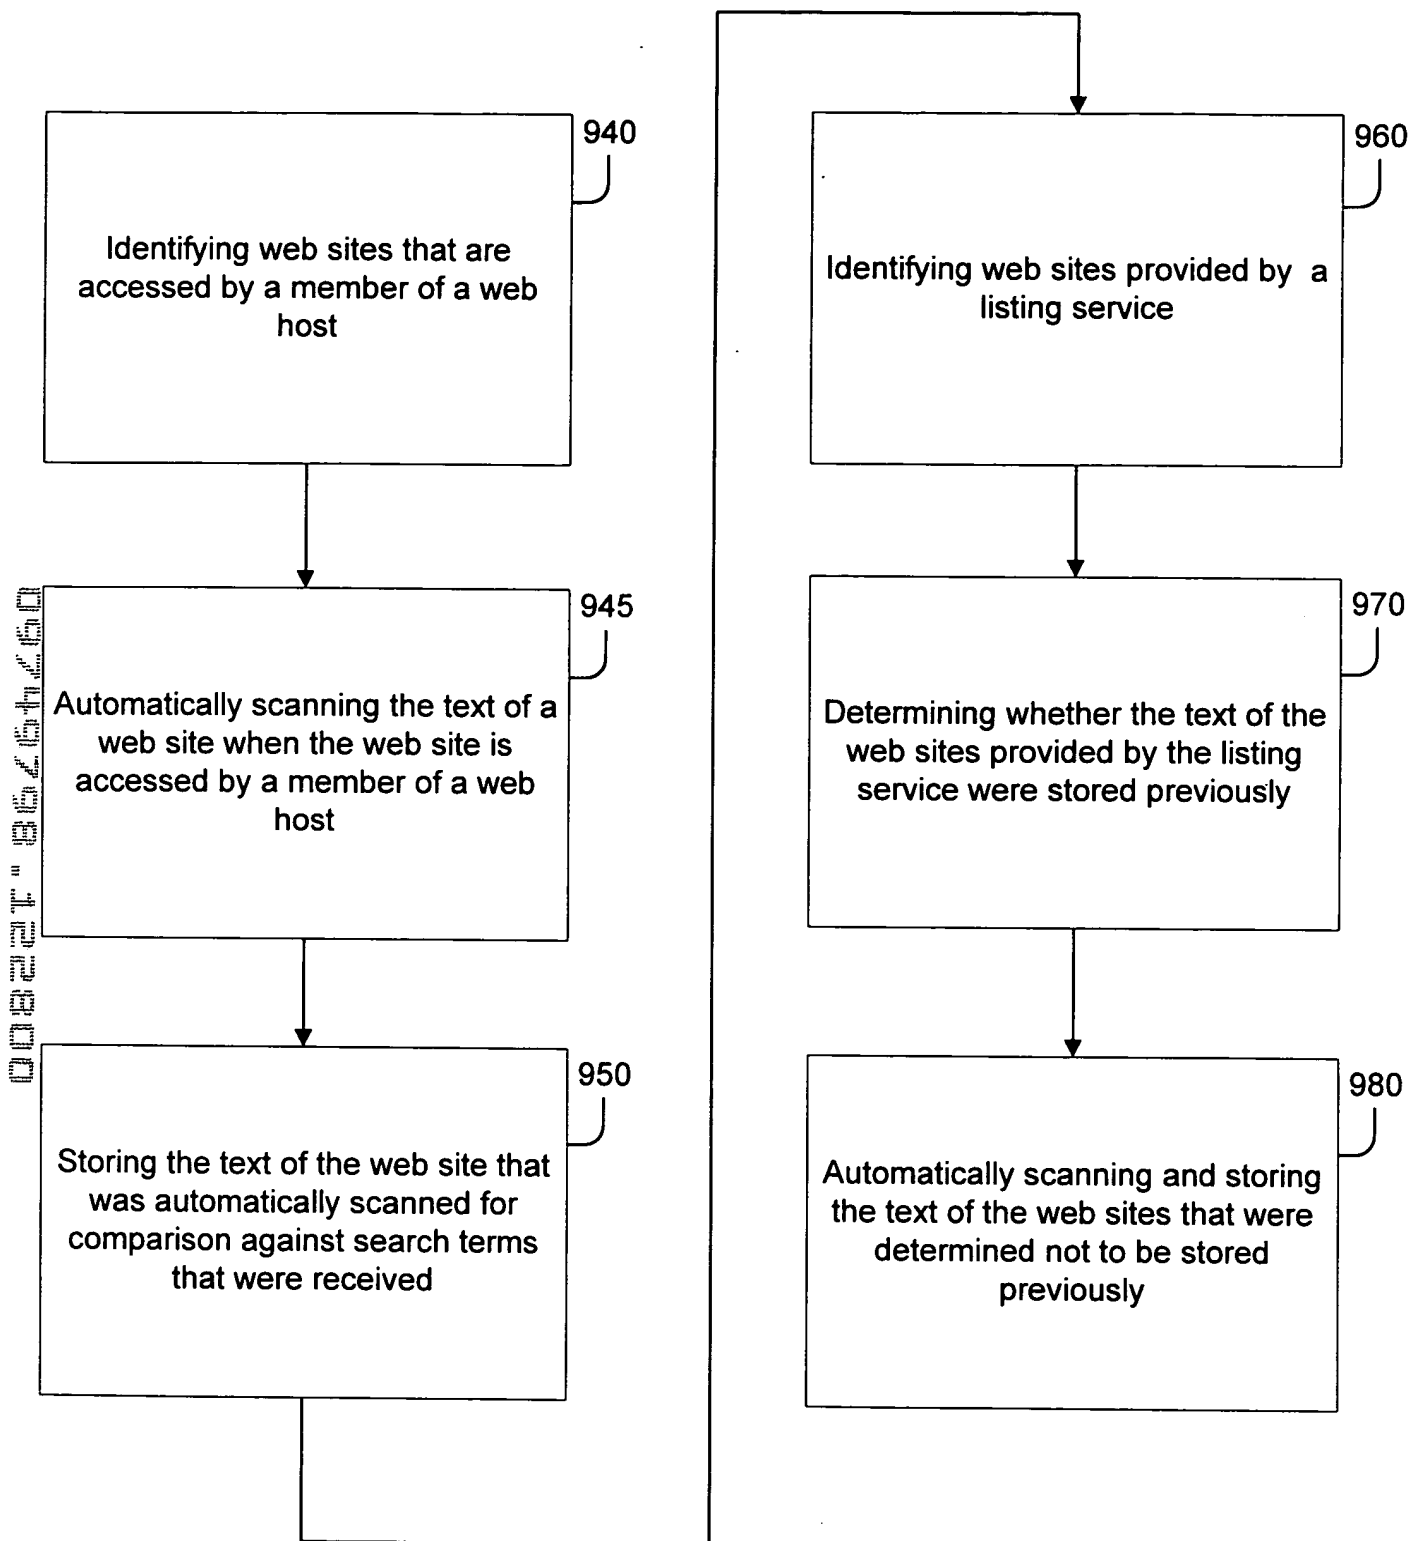 940
Identifying web sites that are
accessed by a member of a web
host
945
Automatically scanning the text of a
web site when the web site is
accessed by a member of a web
host
950
Storing the text of the web site that
was automatically scanned for
comparison against search terms
that were received
960
Identifying web sites provided by a
listing service
970
Determining whether the text of the
web sites provided by the listing
service were stored previously
980
Automatically scanning and storing
the text of the web sites that were
determined not to be stored
previously
09749798.122800